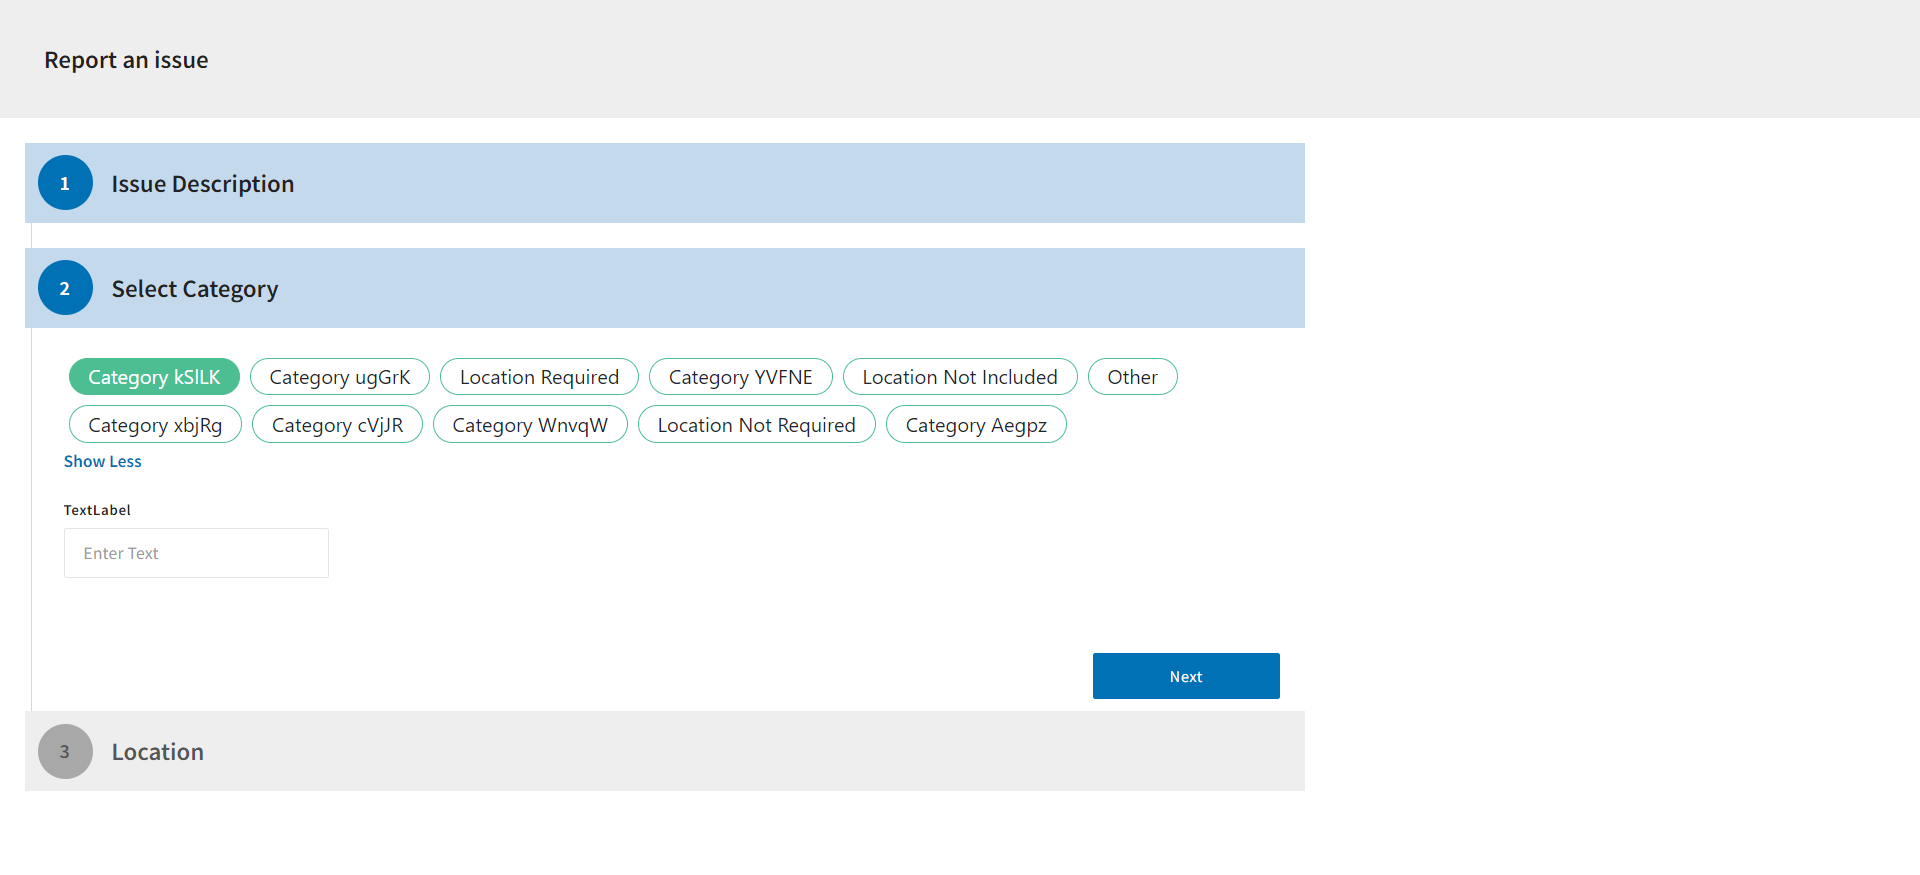 Report an issue
1 Issue Description
2 Select Category
Category kSlLK Category ugGrK Location Required Category YVFNE Location Not Included Other
Category xbjRg Category cVjJR Category WnvqW Location Not Required Category Aegpz
Show Less
TextLabel
Enter Text
Next
3 Location